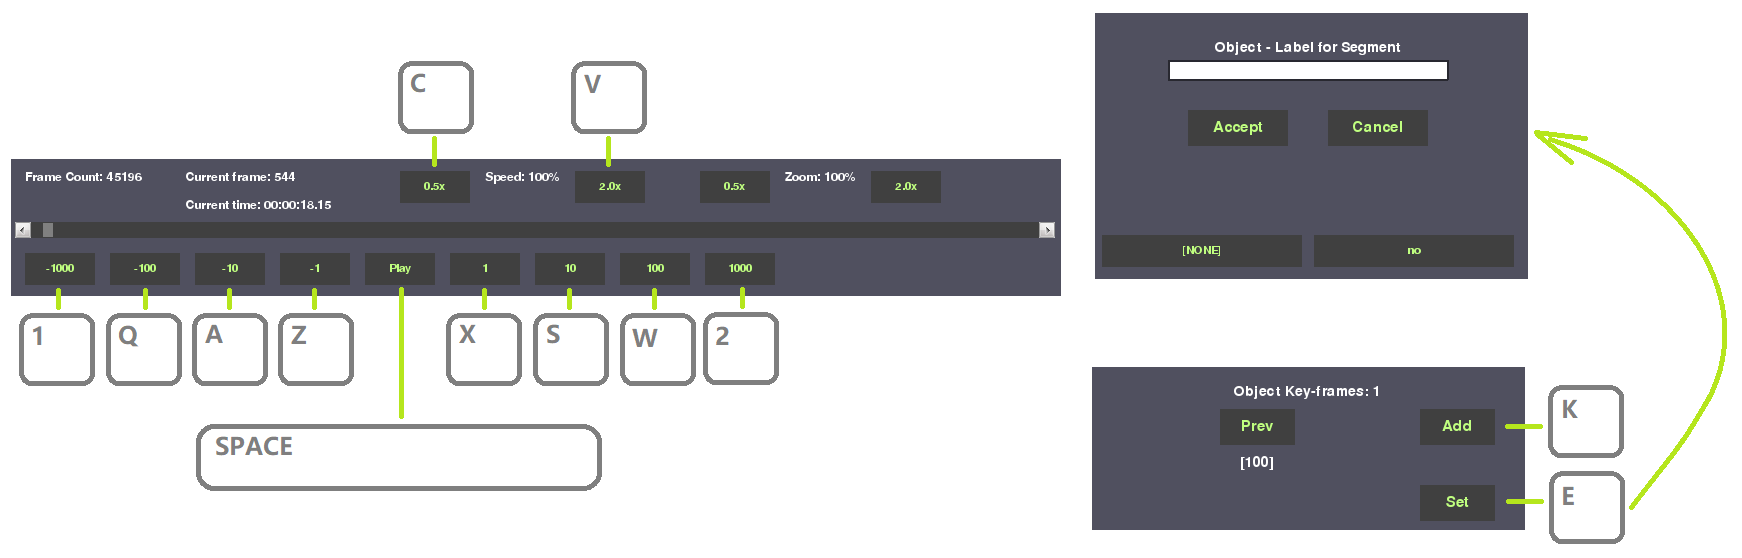 C
V
Frame Count: 45196
Current frame: 544
Current time: 00:00:18.15
0.5x
Speed: 100%
2.0x
0.5x
Zoom: 100%
2.0x
-1000
-100
-10
-1
Play
1
10
100
1000
1
Q
A
Z
X
S
W
2
SPACE
Object - Label for Segment
Accept
Cancel
[NONE]
no
Object Key-frames: 1
Prev
Add
K
[100]
Set
E